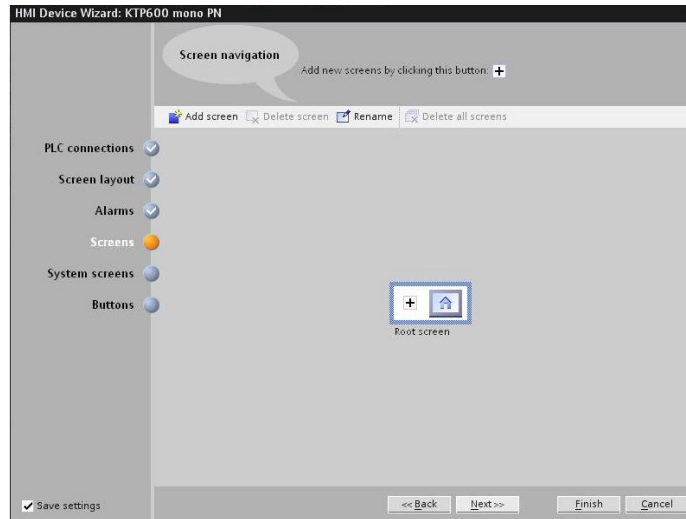 HMI Device Wizard: KTP600 mono PN
Screen navigation
Add new screens by clicking this button:
Add screen Delete screen Rename Delete all screens
PLC connections
Screen layout
Alarms
Screens
System screens
Buttons
Root screen
Save settings
<< Back Next >> Finish Cancel